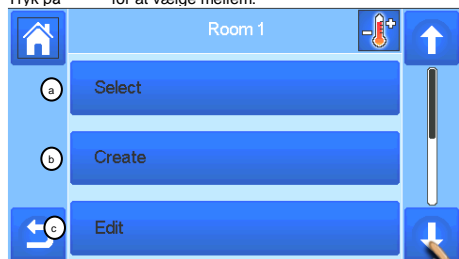 Tryk på for at vælge mellem:
Room 1
- +
a Select
b Create
c Edit